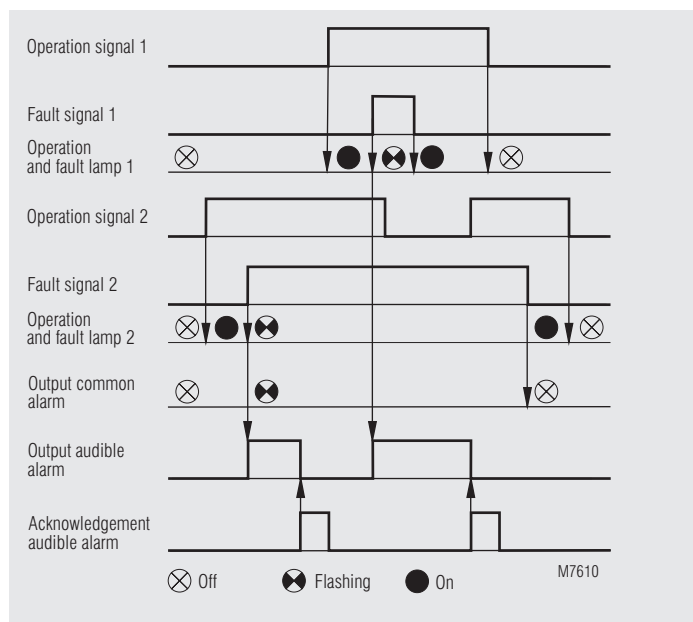 Operation signal 1
Fault signal 1
Operation
and fault lamp 1
Operation signal 2
Fault signal 2
Operation
and fault lamp 2
Output common
alarm
Output audible
alarm
Acknowledgement
audible alarm
Off
Flashing
On
M7610